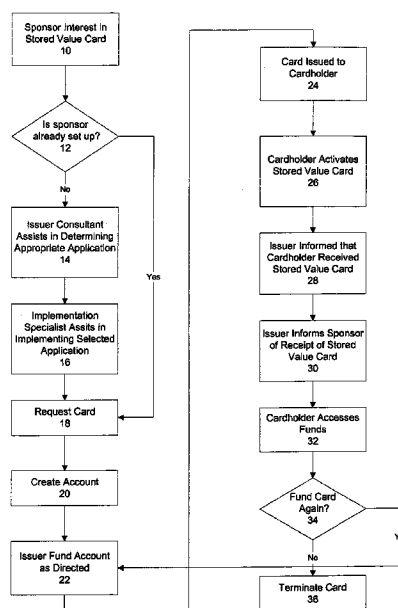 Sponsor Interest in
Stored Value Card
10
Is sponsor
already set up?
12
No
Yes
Issuer Consultant
Assists in Determining
Appropriate Application
14
Implementation
Specialist Assits in
Implementing Selected
Application
16
Request Card
18
Create Account
20
Issuer Fund Account
as Directed
22
Card Issued to
Cardholder
24
Cardholder Activates
Stored Value Card
26
Issuer Informed that
Cardholder Received
Stored Value Card
28
Issuer Informs Sponsor
of Receipt of Stored
Value Card
30
Cardholder Accesses
Funds
32
Fund Card
Again?
34
No
Terminate Card
36